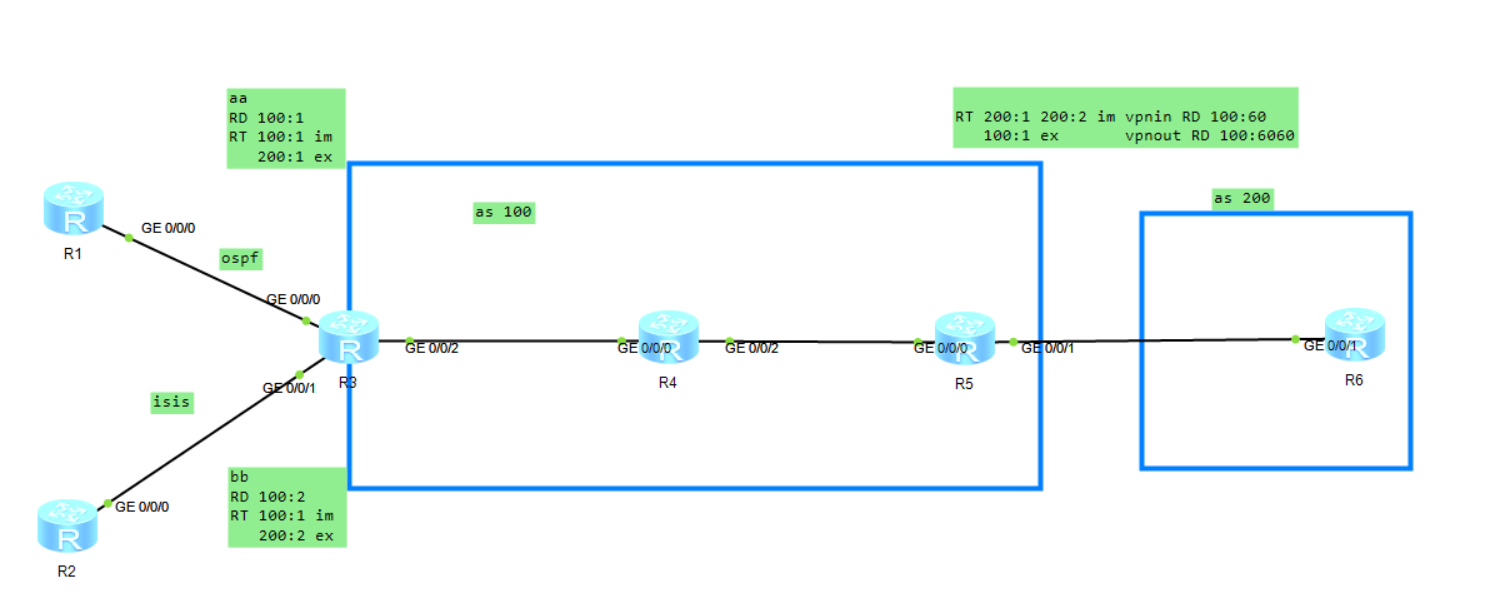 aa
RD 100:1
RT 100:1 im
200:1 ex
RT 200:1 200:2 im vpnin RD 100:60
100:1 ex vpnout RD 100:6060
as 100
as 200
R
R1
GE 0/0/0
ospf
GE 0/0/0
R
R3
GE 0/0/2
GE 0/0/0
R
R4
GE 0/0/2
GE 0/0/0
R
R5
GE 0/0/1
GE 0/0/1
R
R6
GE 0/0/1
isis
bb
RD 100:2
RT 100:1 im
200:2 ex
GE 0/0/0
R
R2